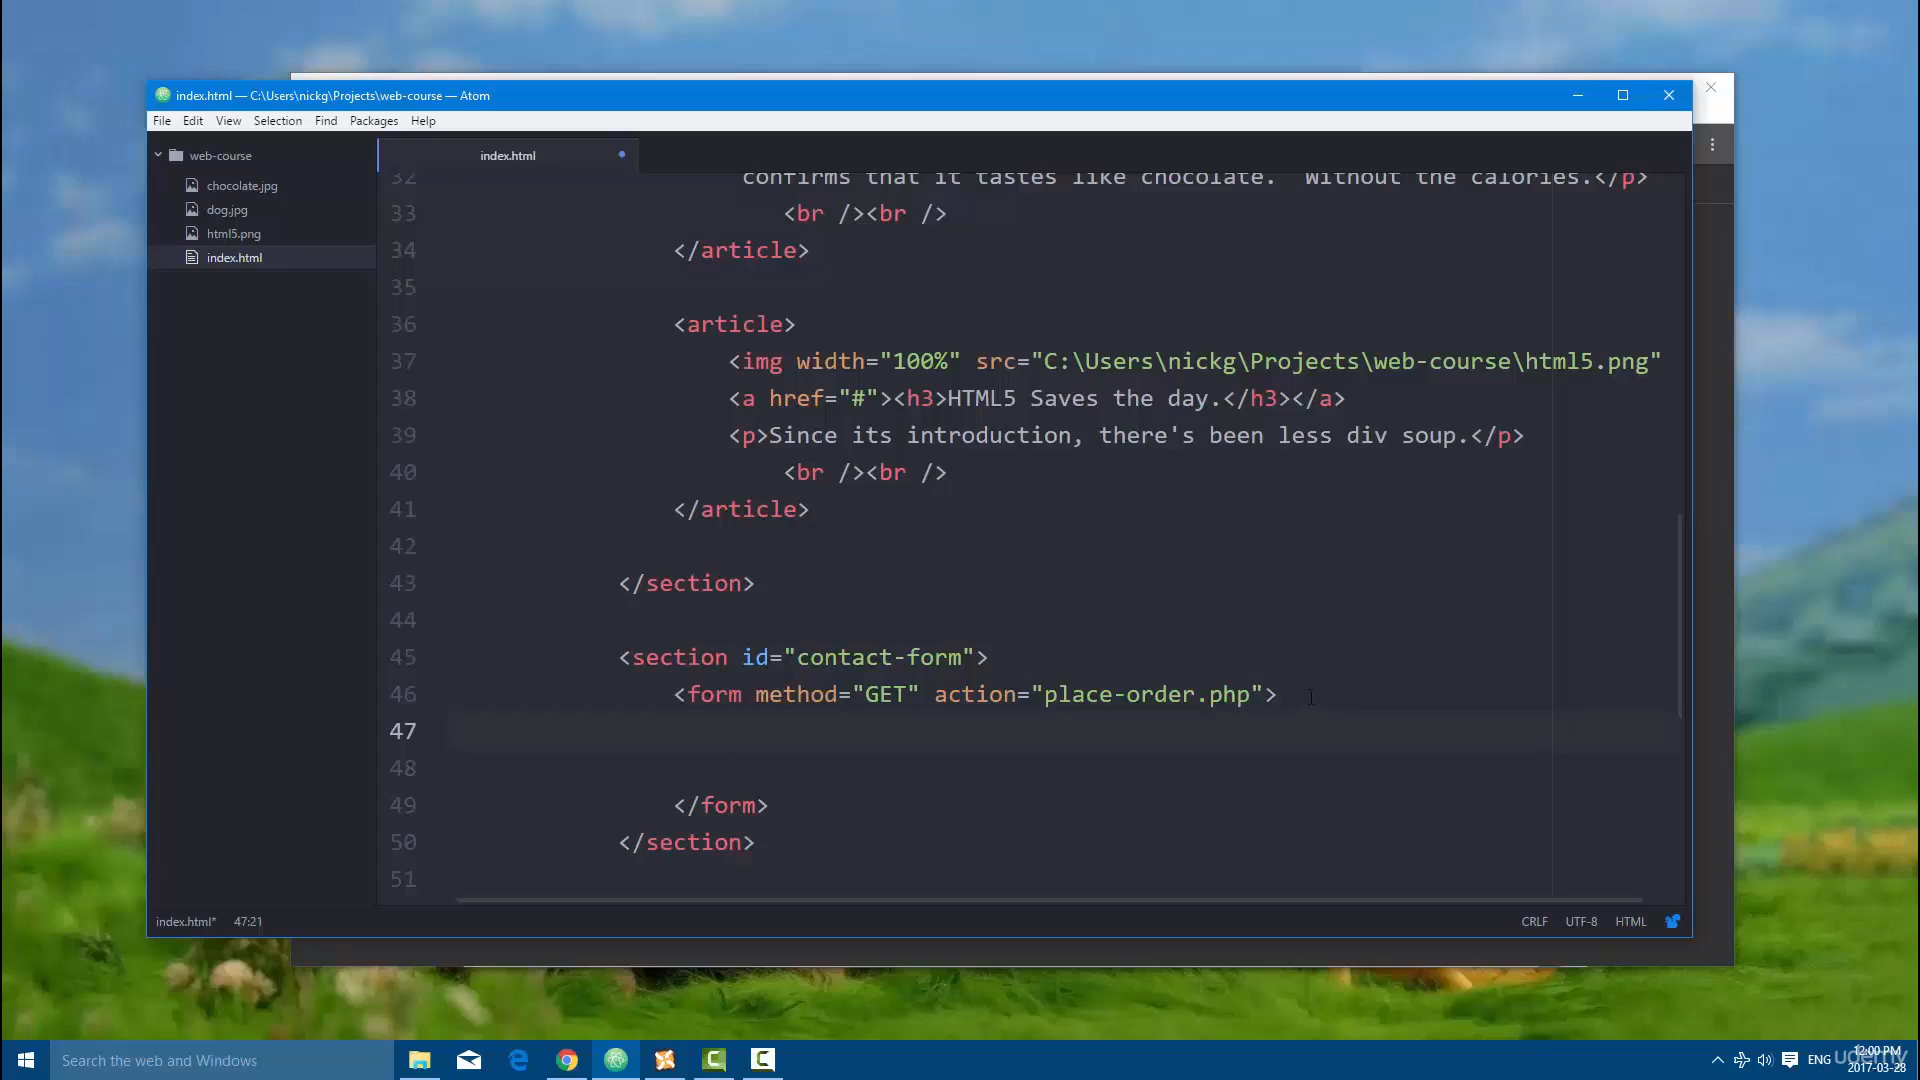 index.html — C:\Users\nickg\Projects\web-course — Atom
File Edit View Selection Find Packages Help
web-course
chocolate.jpg
dog.jpg
html5.png
index.html
index.html
32 confirms that it tastes like chocolate.  Without the calories.</p>
33 <br /><br />
34 </article>
35
36 <article>
37 <img width="100%" src="C:\Users\nickg\Projects\web-course\html5.png"
38 <a href="#"><h3>HTML5 Saves the day.</h3></a>
39 <p>Since its introduction, there's been less div soup.</p>
40 <br /><br />
41 </article>
42
43 </section>
44
45 <section id="contact-form">
46 <form method="GET" action="place-order.php">
47
48
49 </form>
50 </section>
51
index.html* 47:21 CRLF UTF-8 HTML
Search the web and Windows
ENG 12:00 PM
2017-03-28
udemy